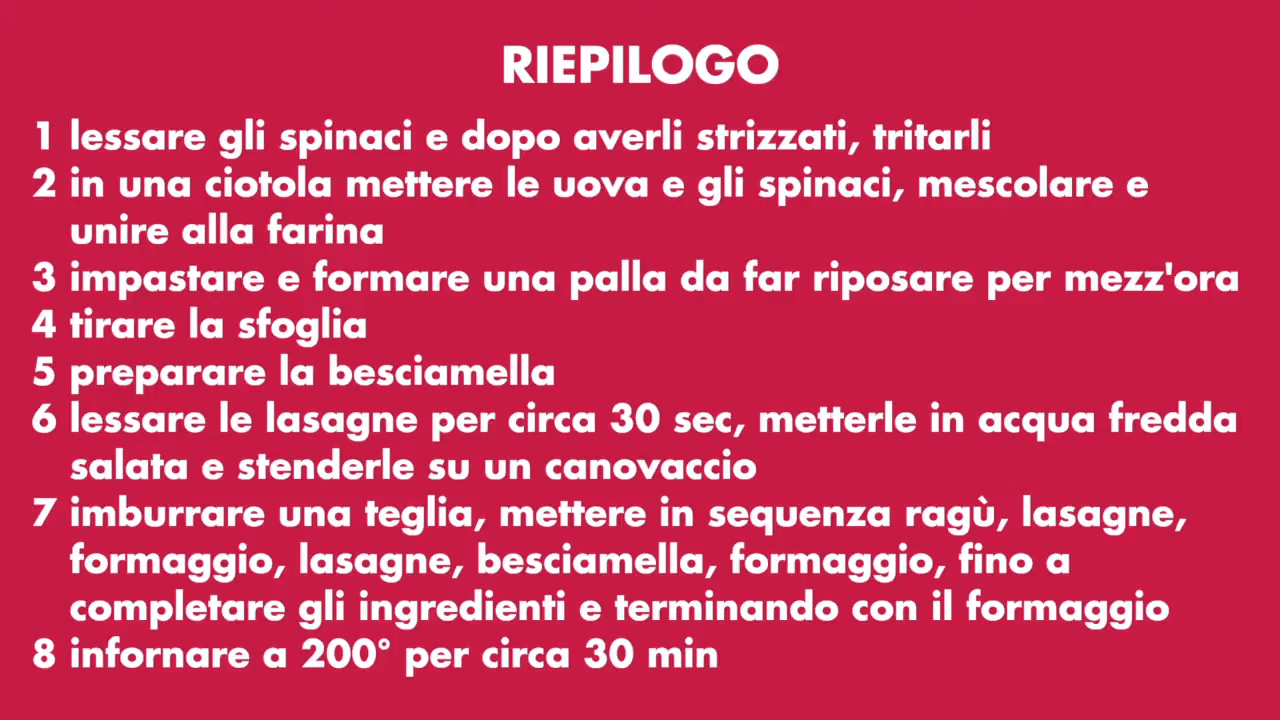 RIEPILOGO
1 lessare gli spinaci e dopo averli strizzati, tritarli
2 in una ciotola mettere le uova e gli spinaci, mescolare e
unire alla farina
3 impastare e formare una palla da far riposare per mezz'ora
4 tirare la sfoglia
5 preparare la besciamella
6 lessare le lasagne per circa 30 sec, metterle in acqua fredda
salata e stenderle su un canovaccio
7 imburrare una teglia, mettere in sequenza ragù, lasagne,
formaggio, lasagne, besciamella, formaggio, fino a
completare gli ingredienti e terminando con il formaggio
8 infornare a 200° per circa 30 min